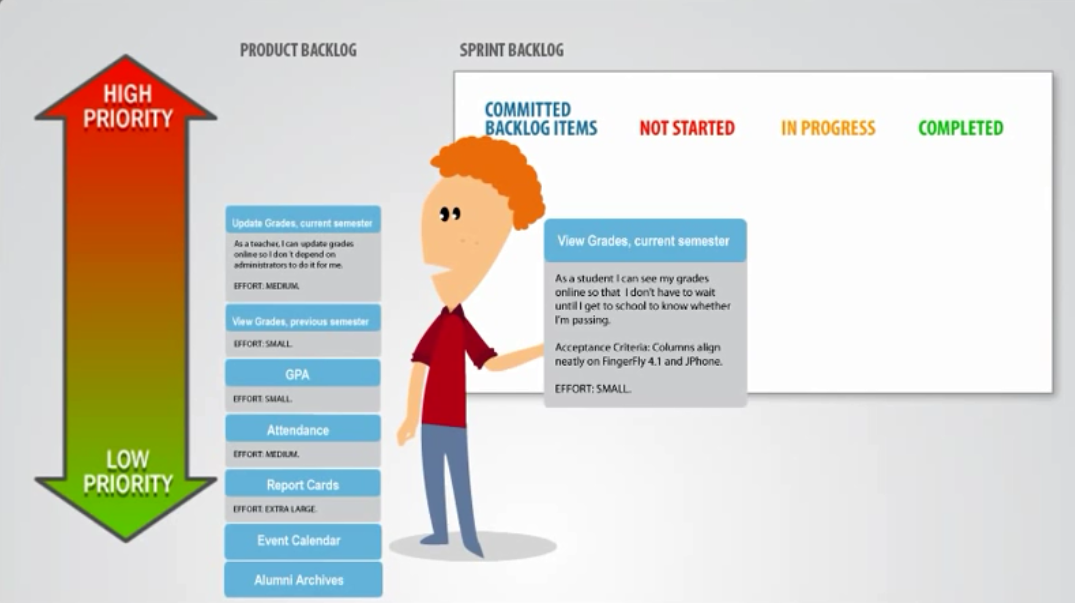 PRODUCT BACKLOG
SPRINT BACKLOG
HIGH
PRIORITY
LOW
PRIORITY
Update Grades, current semester
As a teacher, I can update grades
online so I don't depend on
administrators to do it for me.
EFFORT: MEDIUM.
View Grades, previous semester
EFFORT: SMALL.
GPA
EFFORT: SMALL.
Attendance
EFFORT: MEDIUM.
Report Cards
EFFORT: EXTRA LARGE.
Event Calendar
Alumni Archives
COMMITTED
BACKLOG ITEMS
NOT STARTED
IN PROGRESS
COMPLETED
View Grades, current semester
As a student I can see my grades
online so that I don't have to wait
until I get to school to know whether
I'm passing.
Acceptance Criteria: Columns align
neatly on FingerFly 4.1 and JPhone.
EFFORT: SMALL.